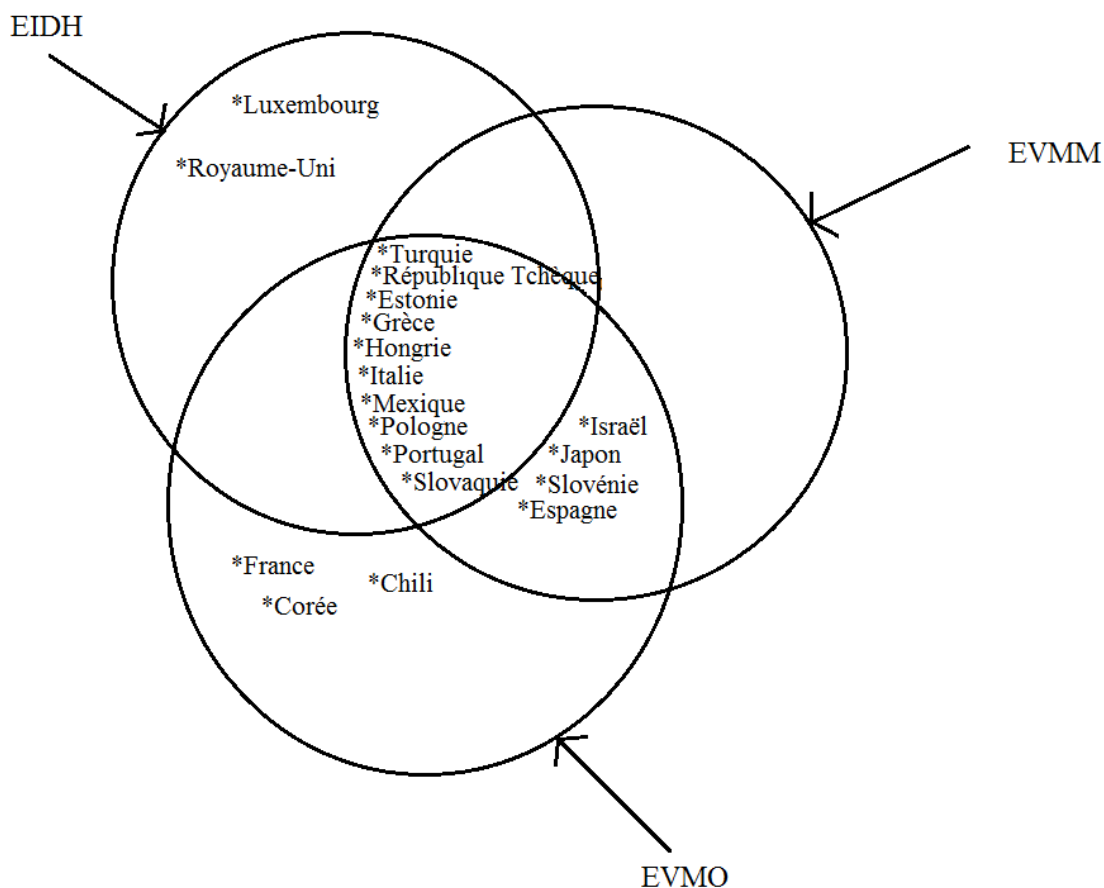 EIDH
*Luxembourg
EVMM
*Royaume-Uni
*Turquie
*République Tchèque
*Estonie
*Grèce
*Hongrie
*Italie
*Mexique
*Pologne
*Israël
*Portugal
*Japon
*Slovaquie
*Slovénie
*Espagne
*France
*Chili
*Corée
EVMO